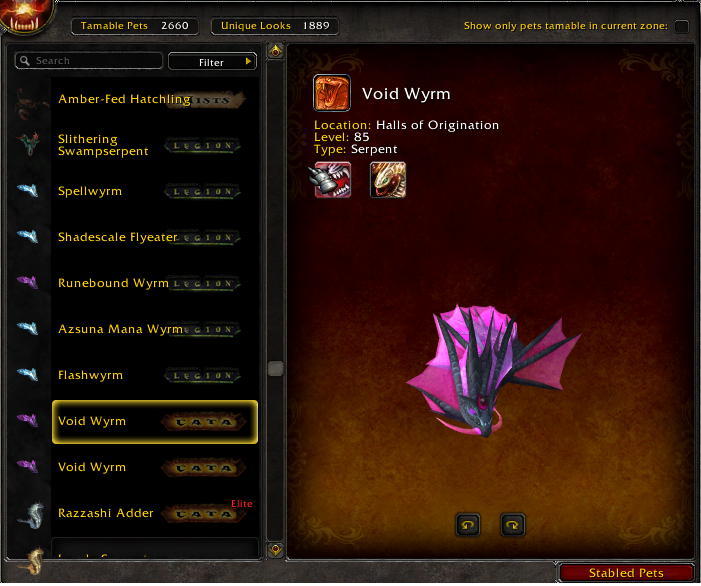 Tamable Pets 2660
Unique Looks 1889
Show only pets tamable in current zone:
Search
Filter
Amber-Fed Hatchling
Slithering
Swampserpent
LEGION
Spellwyrm
LEGION
Shadescale Flyeater
LEGION
Runebound Wyrm
LEGION
Azsuna Mana Wyrm
LEGION
Flashwyrm
LEGION
Void Wyrm
CATA
Void Wyrm
CATA
Elite
Razzashi Adder
CATA
Void Wyrm
Location: Halls of Origination
Level: 85
Type: Serpent
Stabled Pets